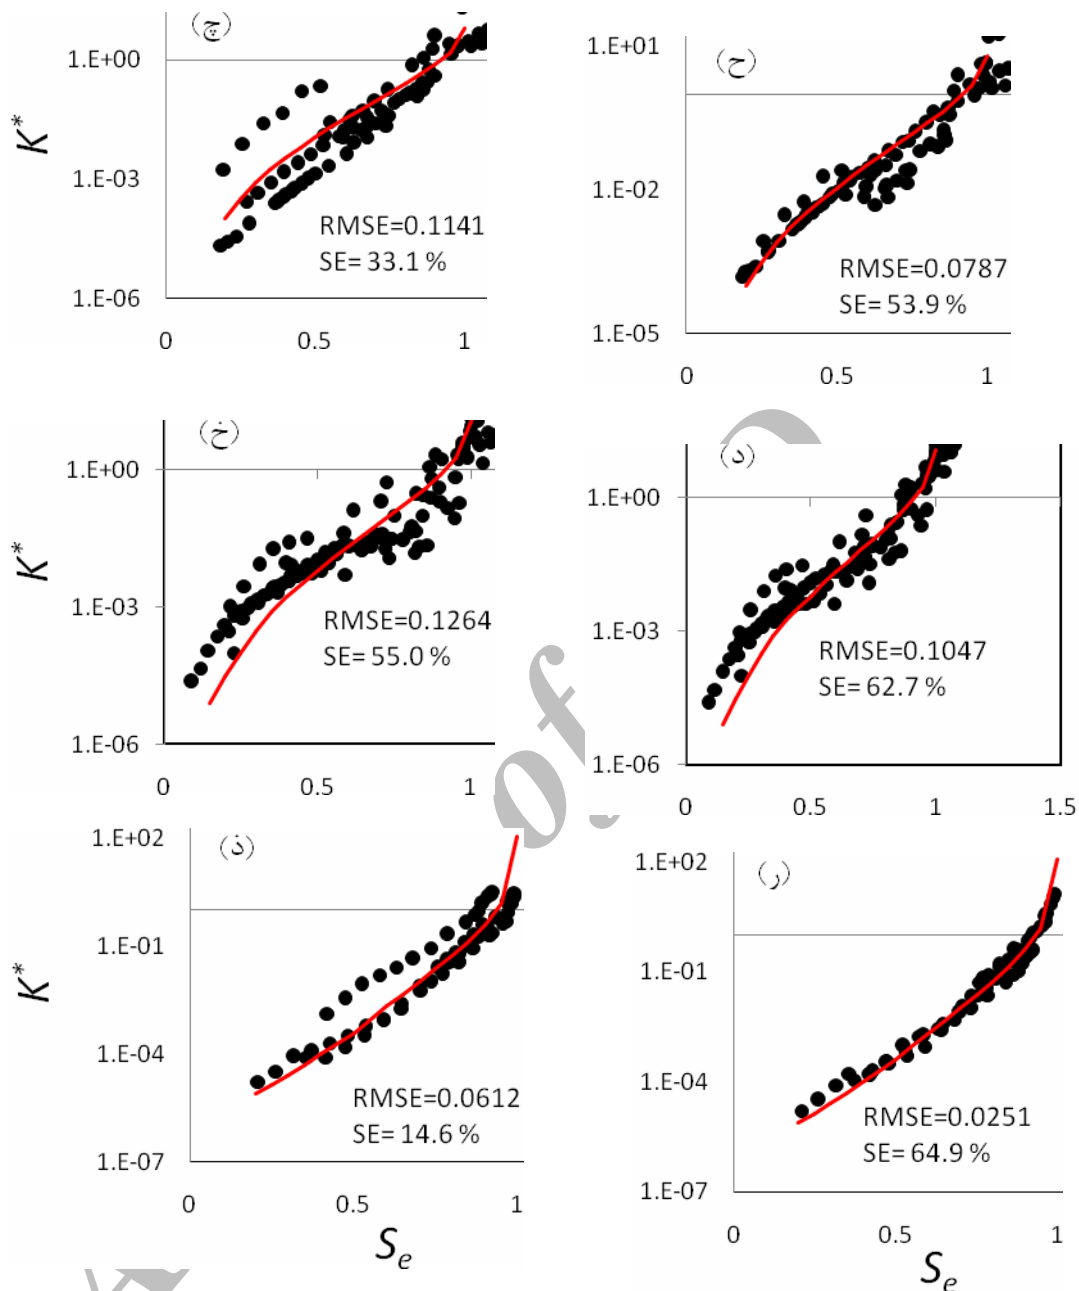 (چ)
1.E+00
K*
1.E-03
RMSE=0.1141
SE= 33.1 %
1.E-06
0 0.5 1
1.E+01
(ح)
1.E-02
RMSE=0.0787
SE= 53.9 %
1.E-05
0 0.5 1
(خ)
1.E+00
K*
1.E-03
RMSE=0.1264
SE= 55.0 %
1.E-06
0 0.5 1
(د)
1.E+00
1.E-03
RMSE=0.1047
SE= 62.7 %
1.E-06
0 0.5 1 1.5
1.E+02
(ذ)
1.E-01
K*
1.E-04
RMSE=0.0612
SE= 14.6 %
1.E-07
0 0.5 1
Se
1.E+02
(ر)
1.E-01
1.E-04
RMSE=0.0251
SE= 64.9 %
1.E-07
0 0.5 1
Se
of